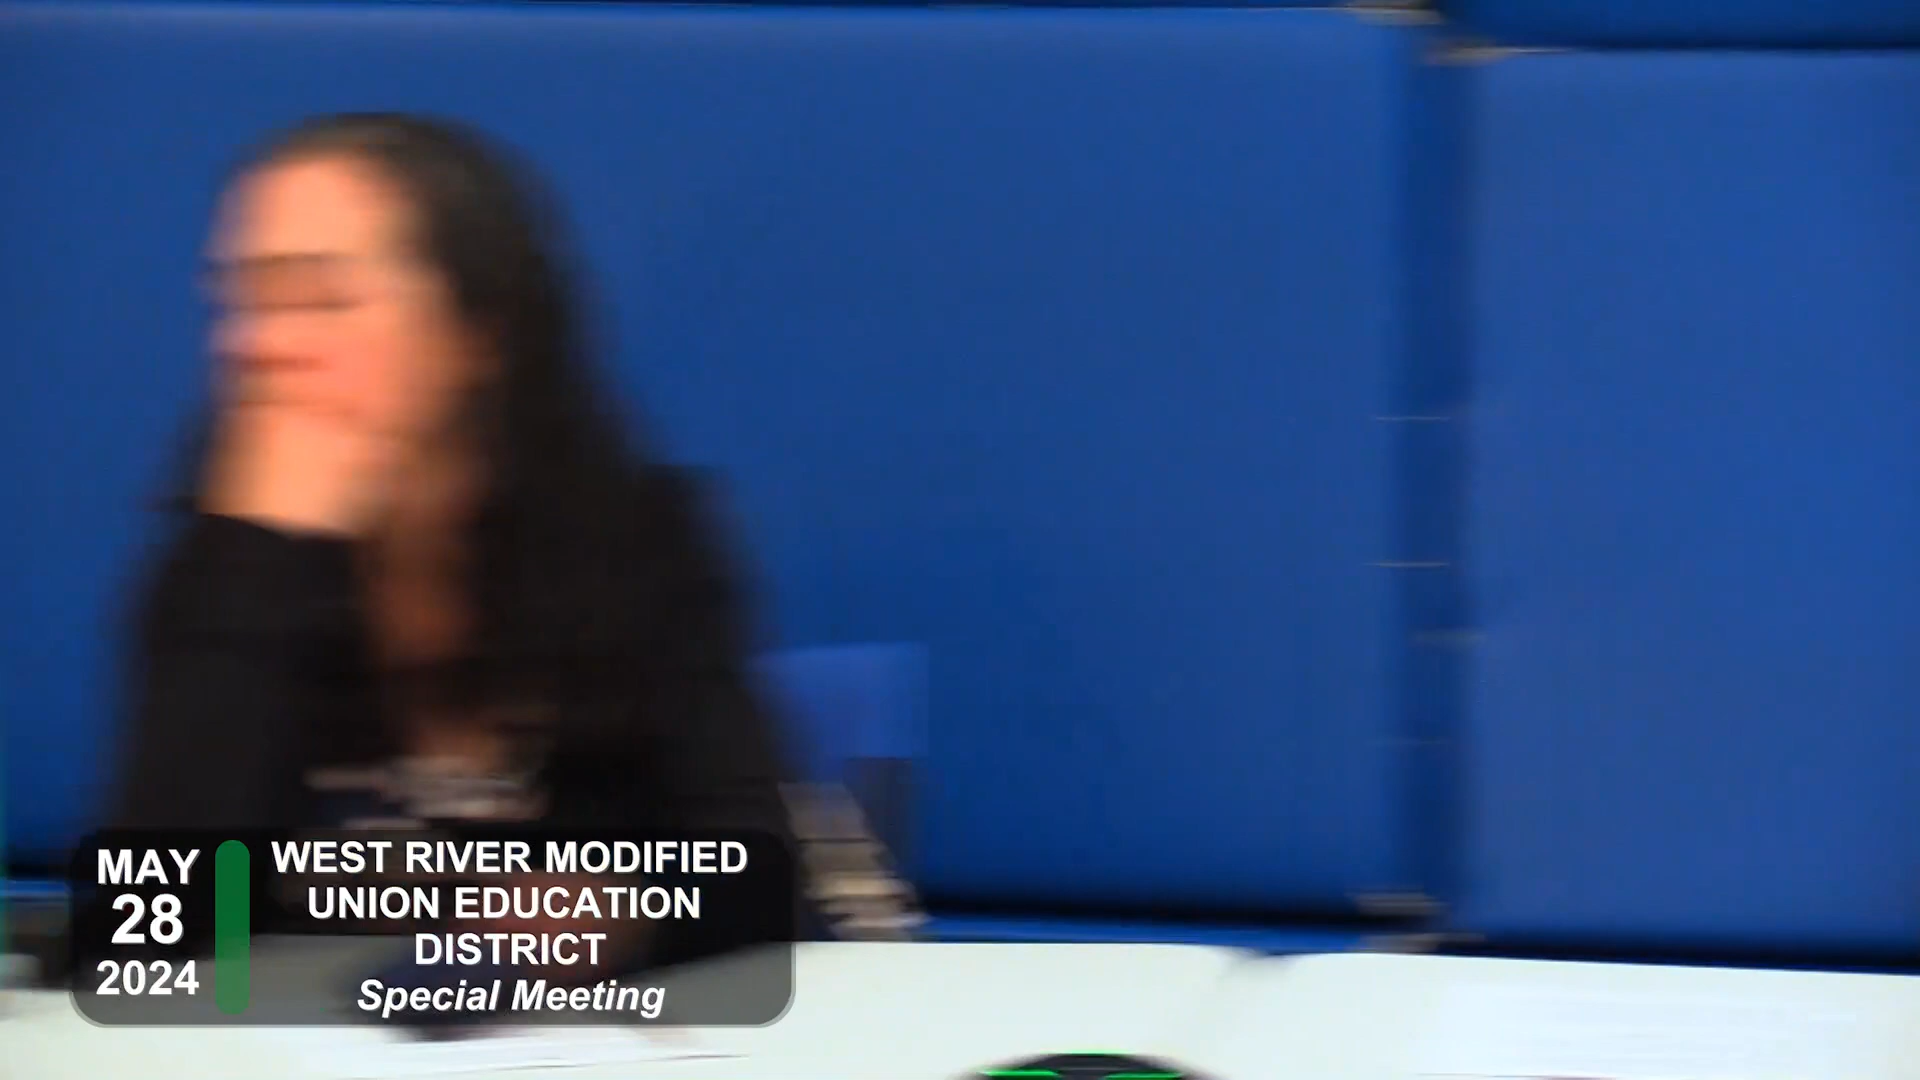 MAY
28
2024
WEST RIVER MODIFIED
UNION EDUCATION
DISTRICT
Special Meeting